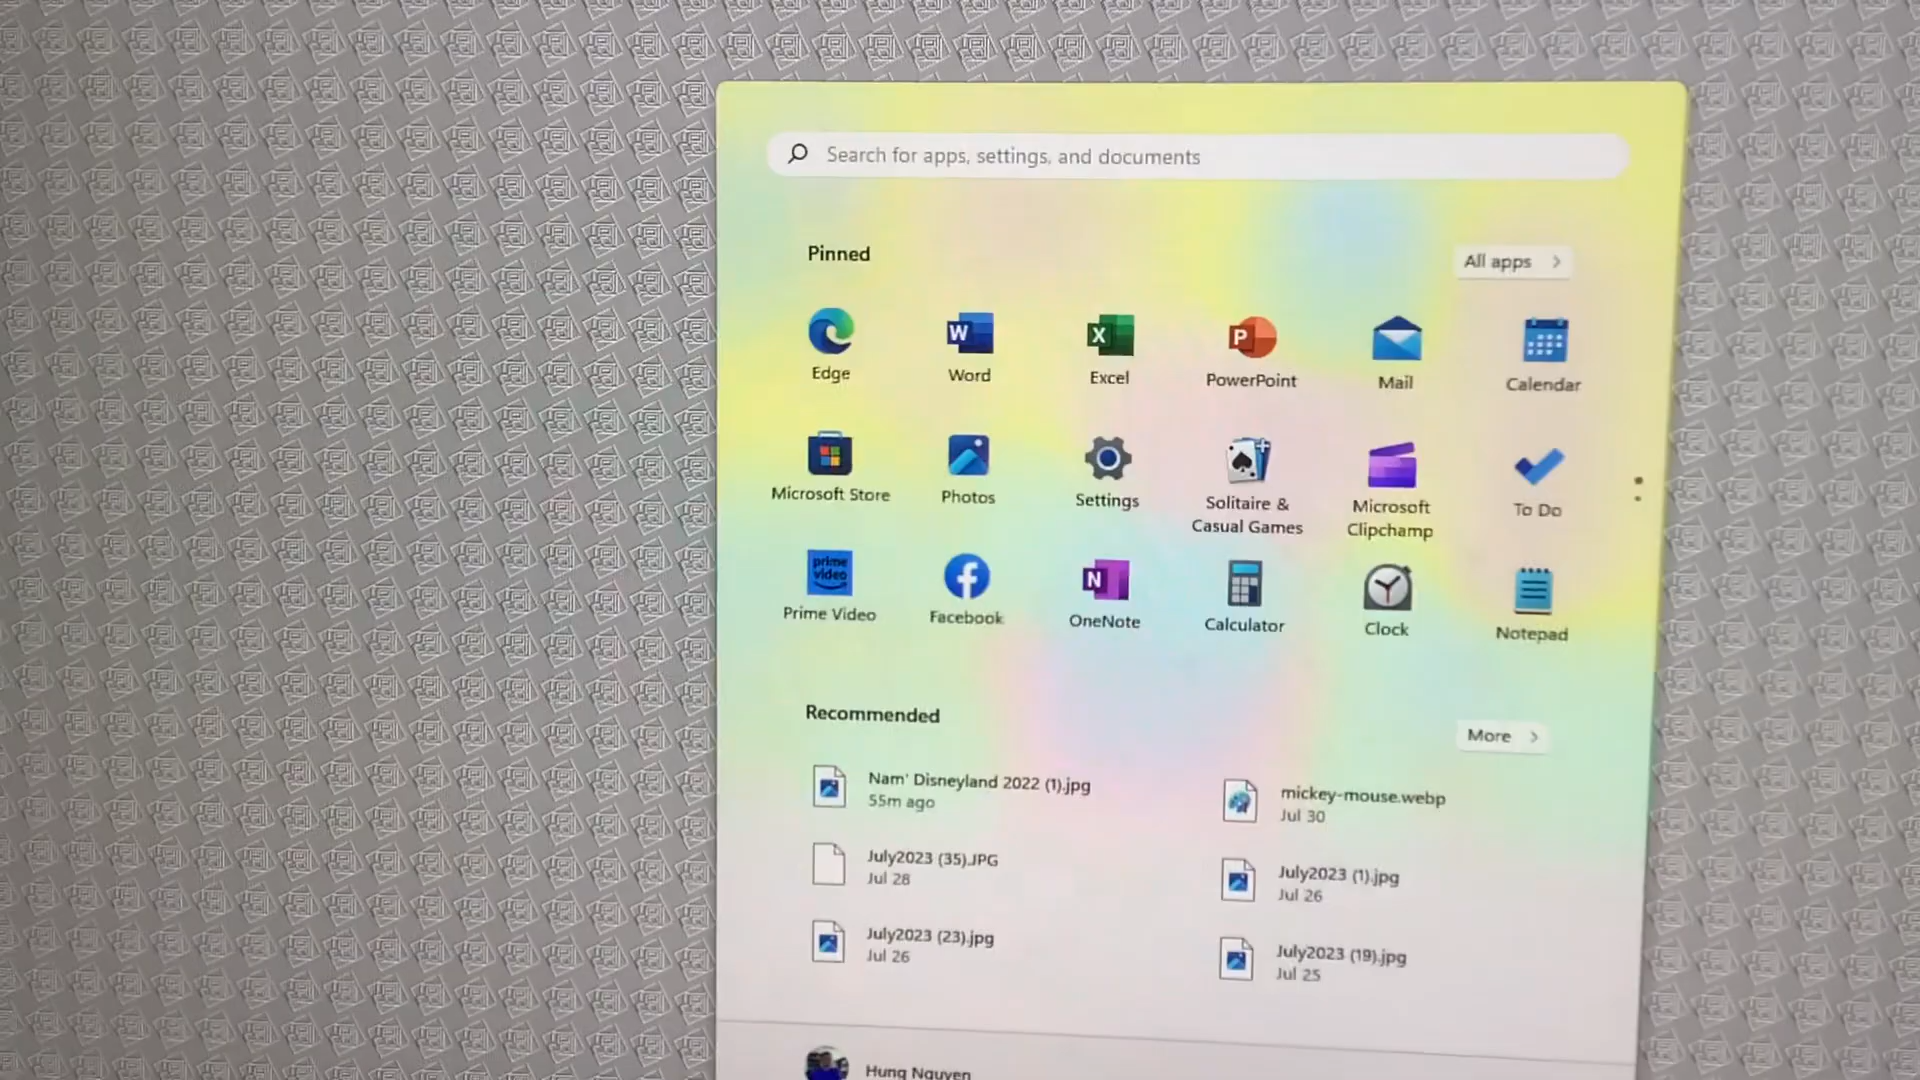 Search for apps, settings, and documents
Pinned
All apps >
Edge
Word
Excel
PowerPoint
Mail
Calendar
Microsoft Store
Photos
Settings
Solitaire &
Casual Games
Microsoft
Clipchamp
To Do
prime
video
Prime Video
Facebook
OneNote
Calculator
Clock
Notepad
Recommended
More >
Nam' Disneyland 2022 (1).jpg
55m ago
mickey-mouse.webp
Jul 30
July2023 (35).JPG
Jul 28
July2023 (1).jpg
Jul 26
July2023 (23).jpg
Jul 26
July2023 (19).jpg
Jul 25
Hung Nguyen